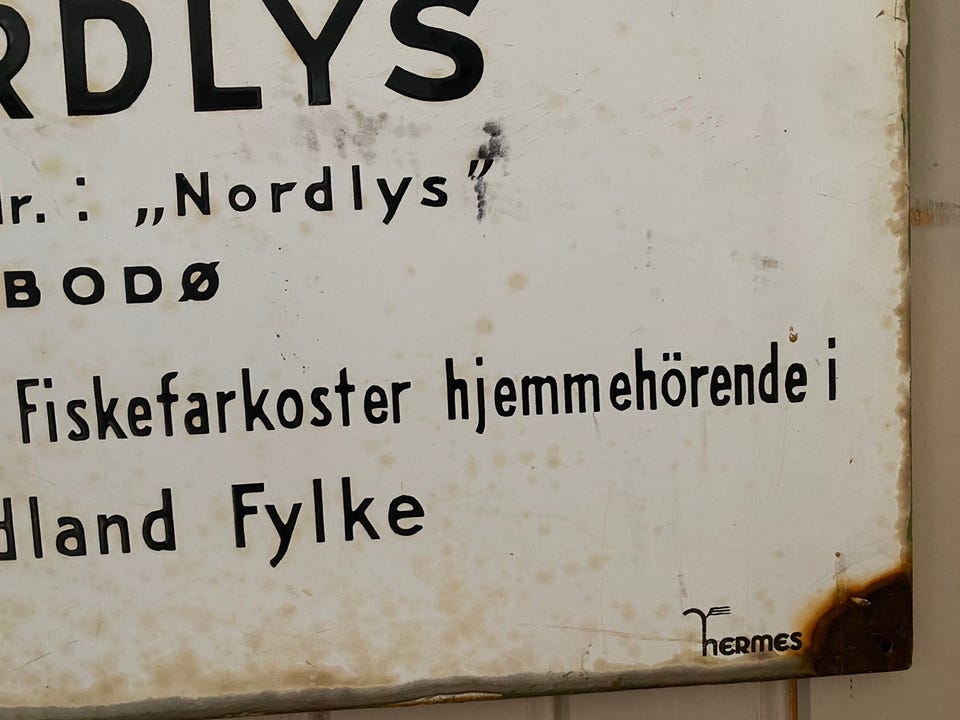 RDLYS
lr. : „Nordlys”
BODØ
Fiskefarkoster hjemmehörende i
dland Fylke
HERMES